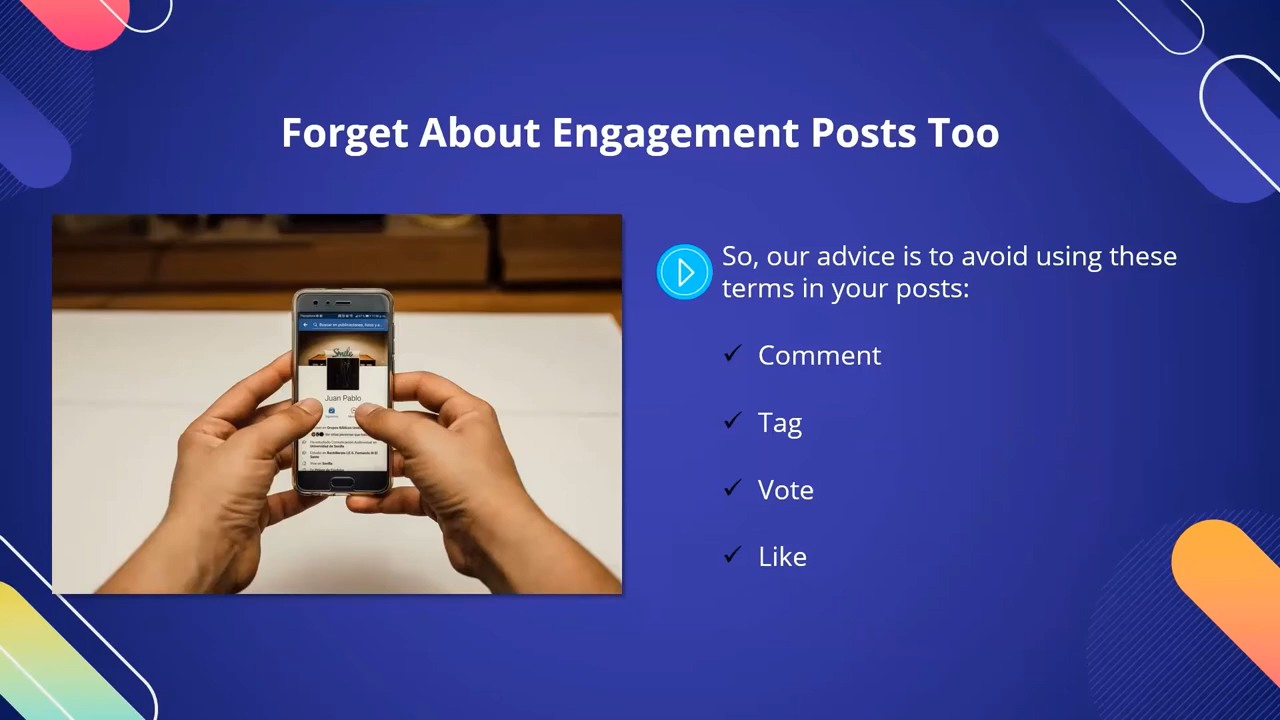 Forget About Engagement Posts Too
So, our advice is to avoid using these
terms in your posts:
Comment
Tag
Vote
Like
Smile
Juan Pablo